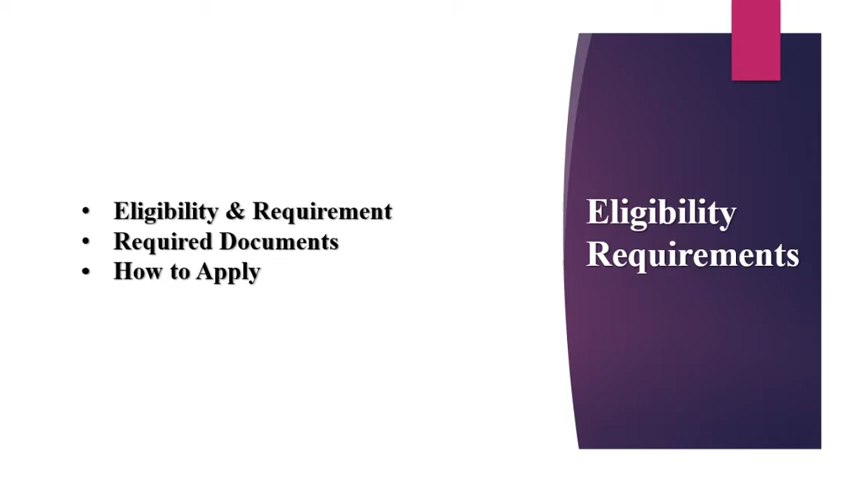 • Eligibility & Requirement
• Required Documents
• How to Apply
Eligibility
Requirements